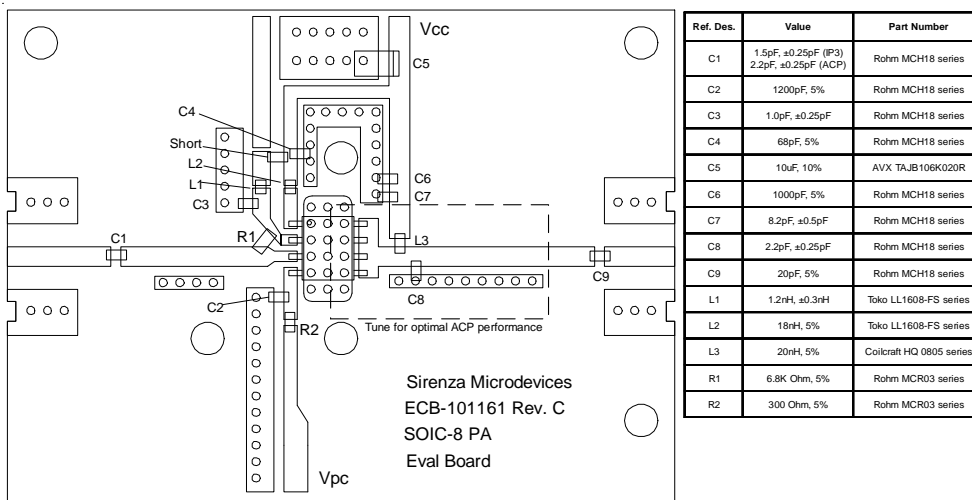 Vcc
C5
C4
Short
L2
L1
C3
C6
C7
R1
C1
L3
C9
C8
C2
R2
Tune for optimal ACP performance
Sirenza Microdevices
ECB-101161 Rev. C
SOIC-8 PA
Eval Board
Vpc
Ref. Des. Value Part Number
C1 1.5pF, ±0.25pF (IP3) 2.2pF, ±0.25pF (ACP) Rohm MCH18 series
C2 1200pF, 5% Rohm MCH18 series
C3 1.0pF, ±0.25pF Rohm MCH18 series
C4 68pF, 5% Rohm MCH18 series
C5 10uF, 10% AVX TAJB106K020R
C6 1000pF, 5% Rohm MCH18 series
C7 8.2pF, ±0.5pF Rohm MCH18 series
C8 2.2pF, ±0.25pF Rohm MCH18 series
C9 20pF, 5% Rohm MCH18 series
L1 1.2nH, ±0.3nH Toko LL1608-FS series
L2 18nH, 5% Toko LL1608-FS series
L3 20nH, 5% Coilcraft HQ 0805 series
R1 6.8K Ohm, 5% Rohm MCR03 series
R2 300 Ohm, 5% Rohm MCR03 series